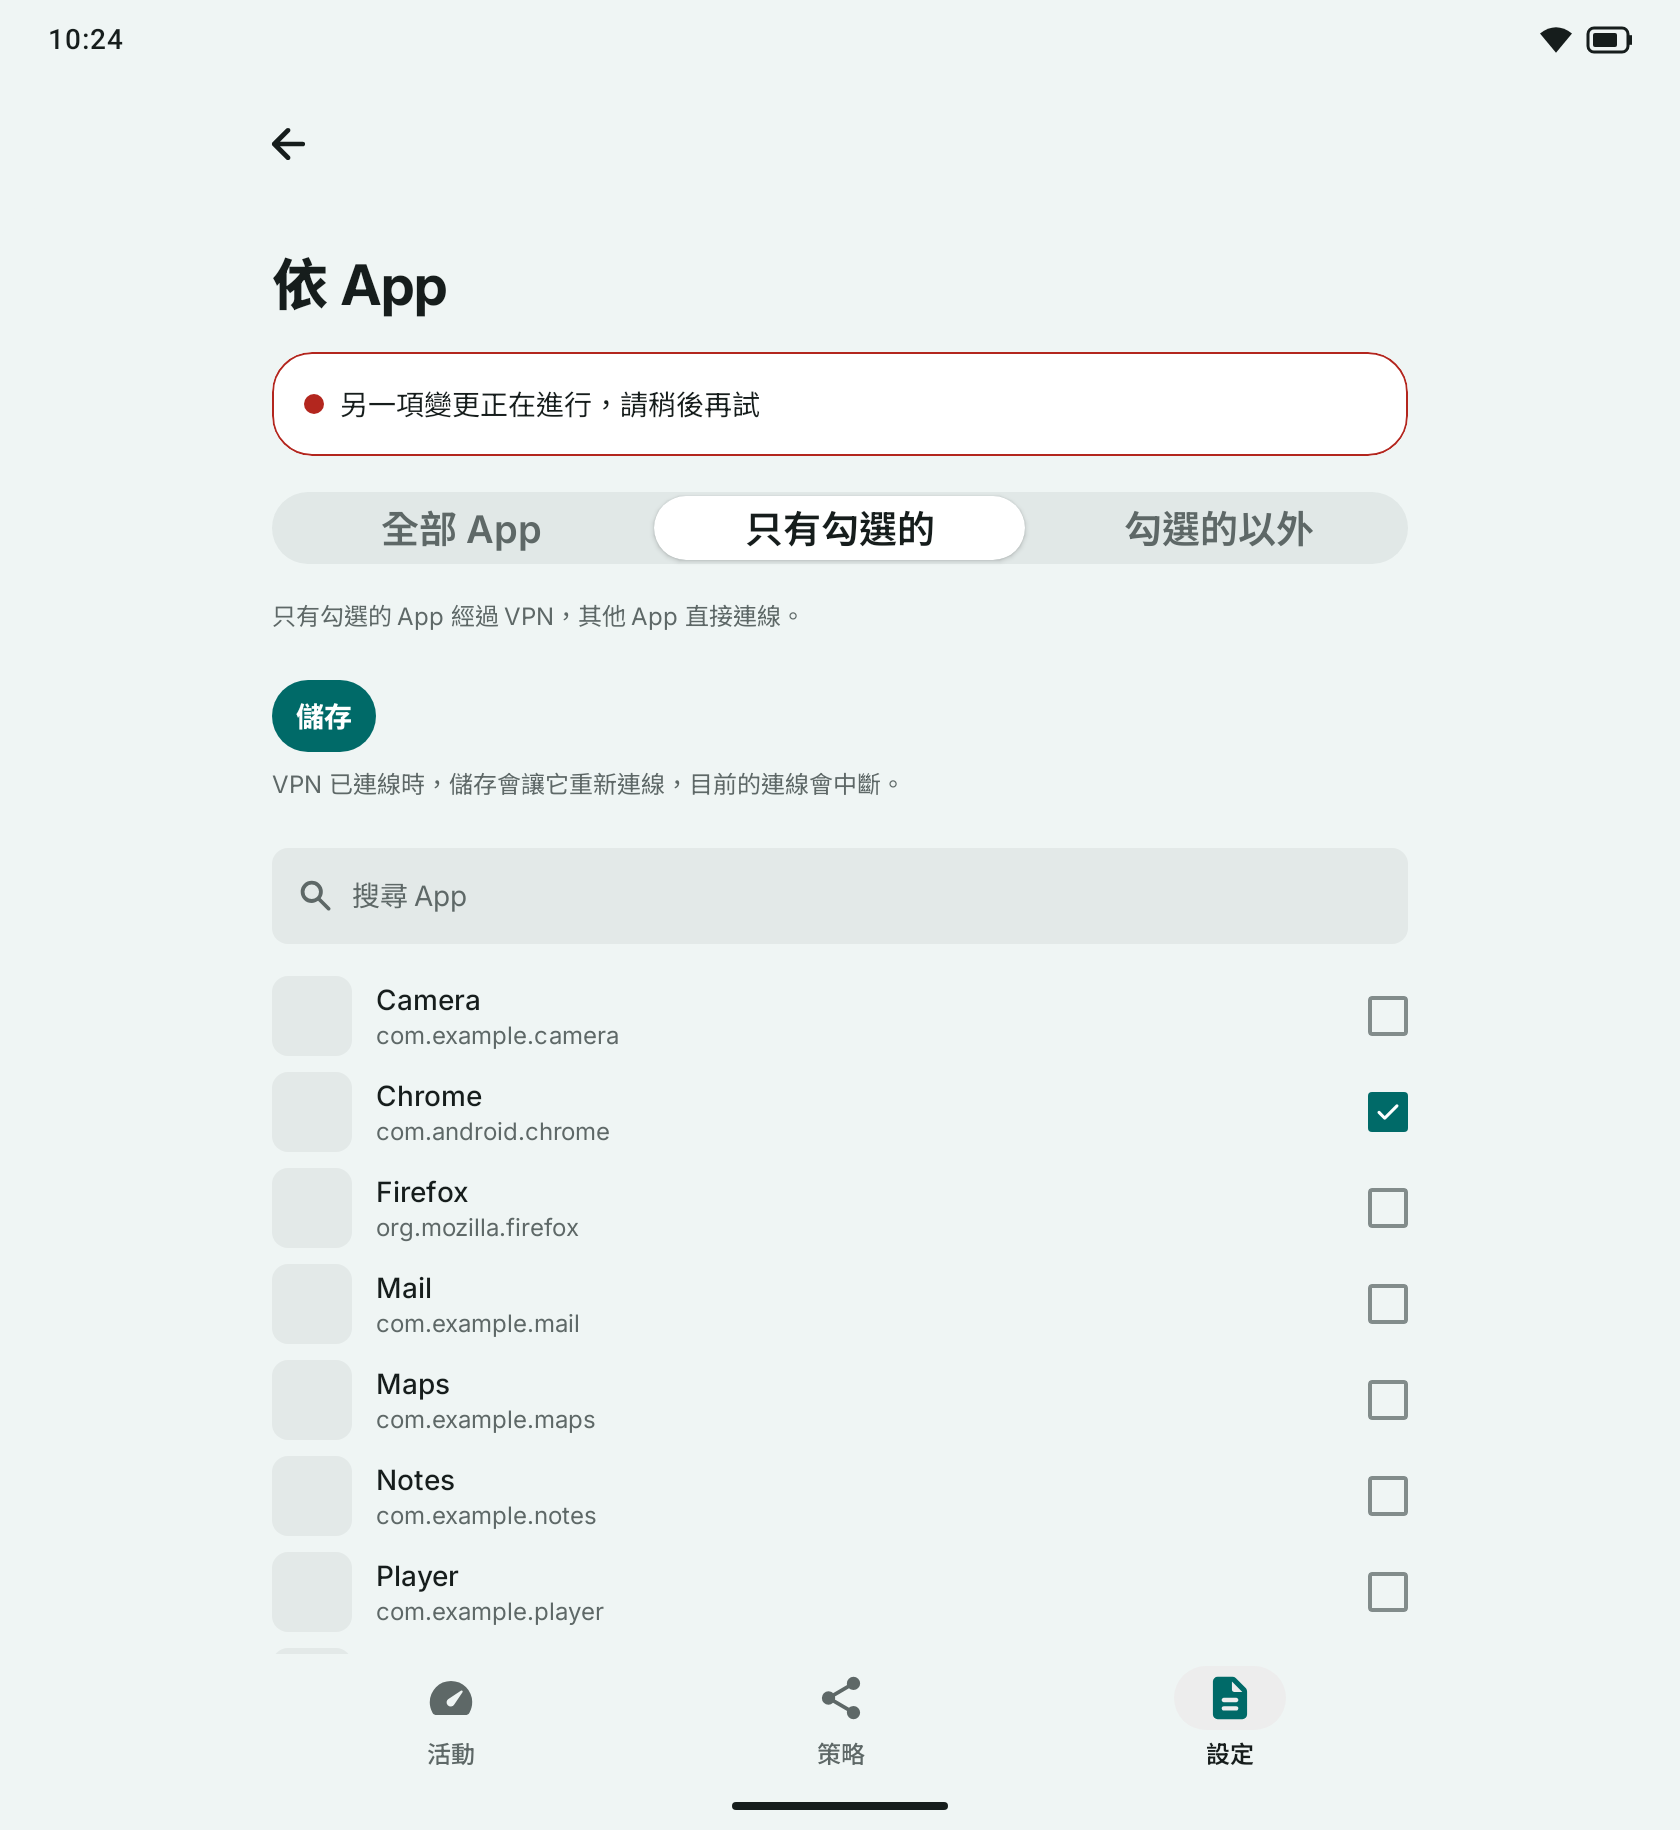 10:24
依 App
另一項變更正在進行，請稍後再試
全部 App
只有勾選的
勾選的以外
只有勾選的 App 經過 VPN，其他 App 直接連線。
儲存
VPN 已連線時，儲存會讓它重新連線，目前的連線會中斷。
搜尋 App
Camera
com.example.camera
Chrome
com.android.chrome
Firefox
org.mozilla.firefox
Mail
com.example.mail
Maps
com.example.maps
Notes
com.example.notes
Player
com.example.player
活動
策略
設定